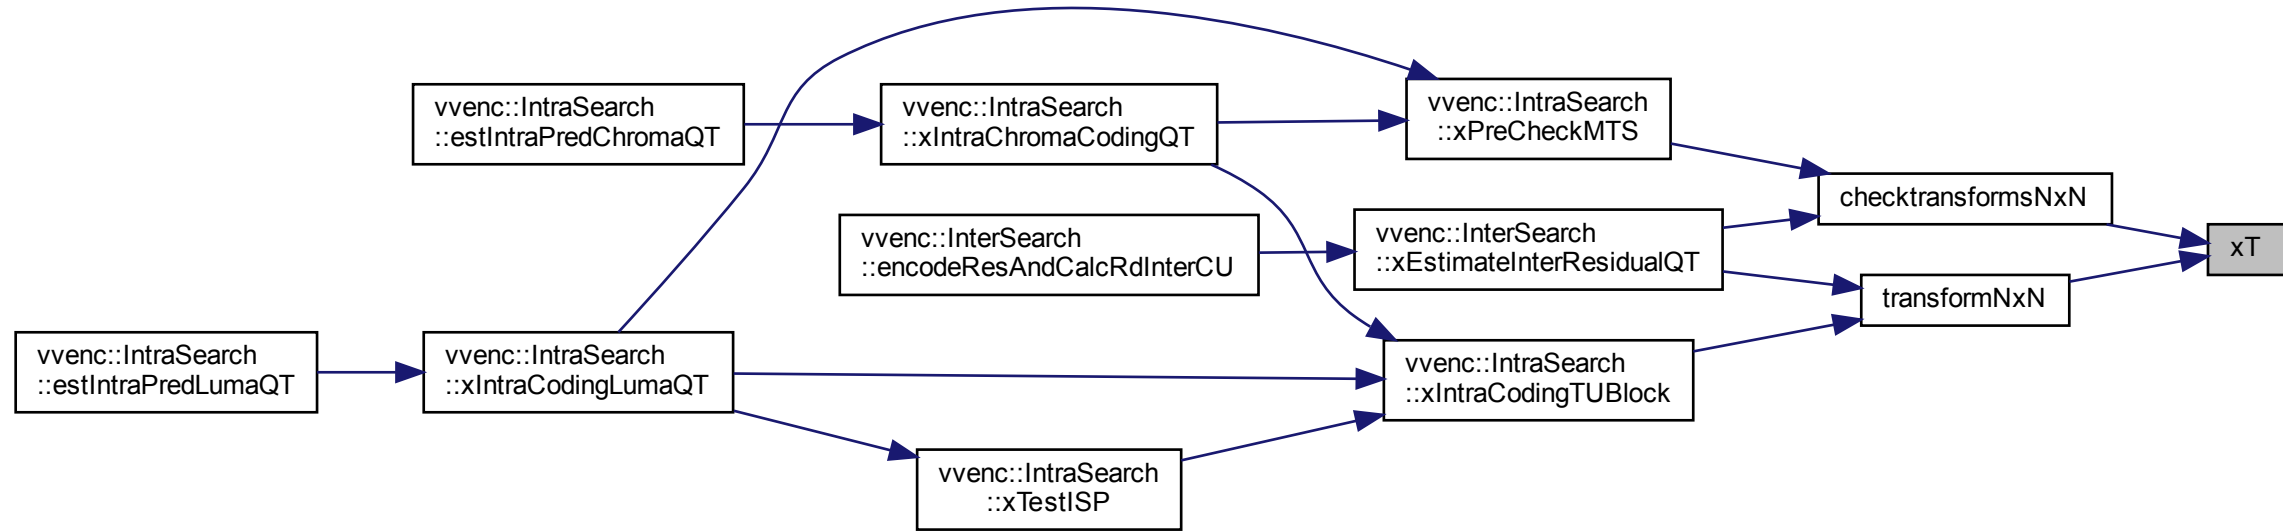 vvenc::IntraSearch
::estIntraPredChromaQT
vvenc::IntraSearch
::xIntraChromaCodingQT
vvenc::IntraSearch
::xPreCheckMTS
checktransformsNxN
xT
vvenc::InterSearch
::encodeResAndCalcRdInterCU
vvenc::InterSearch
::xEstimateInterResidualQT
transformNxN
vvenc::IntraSearch
::estIntraPredLumaQT
vvenc::IntraSearch
::xIntraCodingLumaQT
vvenc::IntraSearch
::xIntraCodingTUBlock
vvenc::IntraSearch
::xTestISP